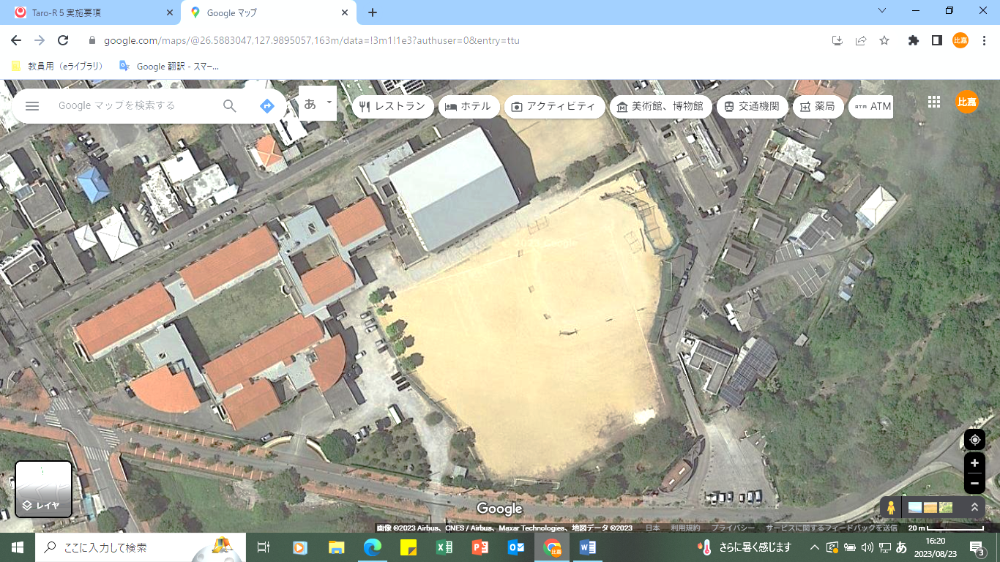 Taro-R５実施要項
Google マップ
google.com/maps/@26.5883047,127.9895057,163m/data=!3m1!1e3?authuser=0&entry=ttu
比嘉
教員用（eライブラリ）
Google 翻訳 - スマー...
Google マップを検索する
あ
レストラン
ホテル
アクティビティ
美術館、博物館
交通機関
薬局
ATM
ATM
比嘉
レイヤ
Google
画像 ©2023 Airbus、CNES / Airbus、Maxar Technologies、地図データ ©2023
日本
利用規約
プライバシー
サービスに関するフィードバックを送信
20 m
ここに入力して検索
比嘉
さらに暑く感じます
あ
16:20
2023/08/23
3